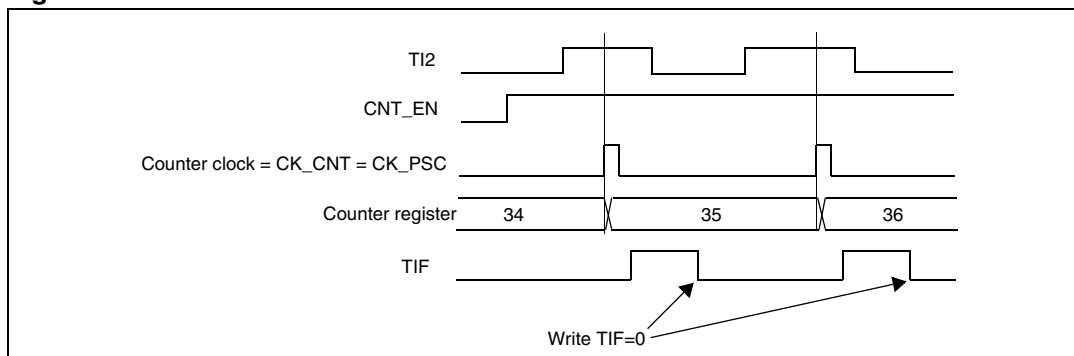 TI2
CNT_EN
Counter clock = CK_CNT = CK_PSC
Counter register 34 35 36
TIF
Write TIF=0